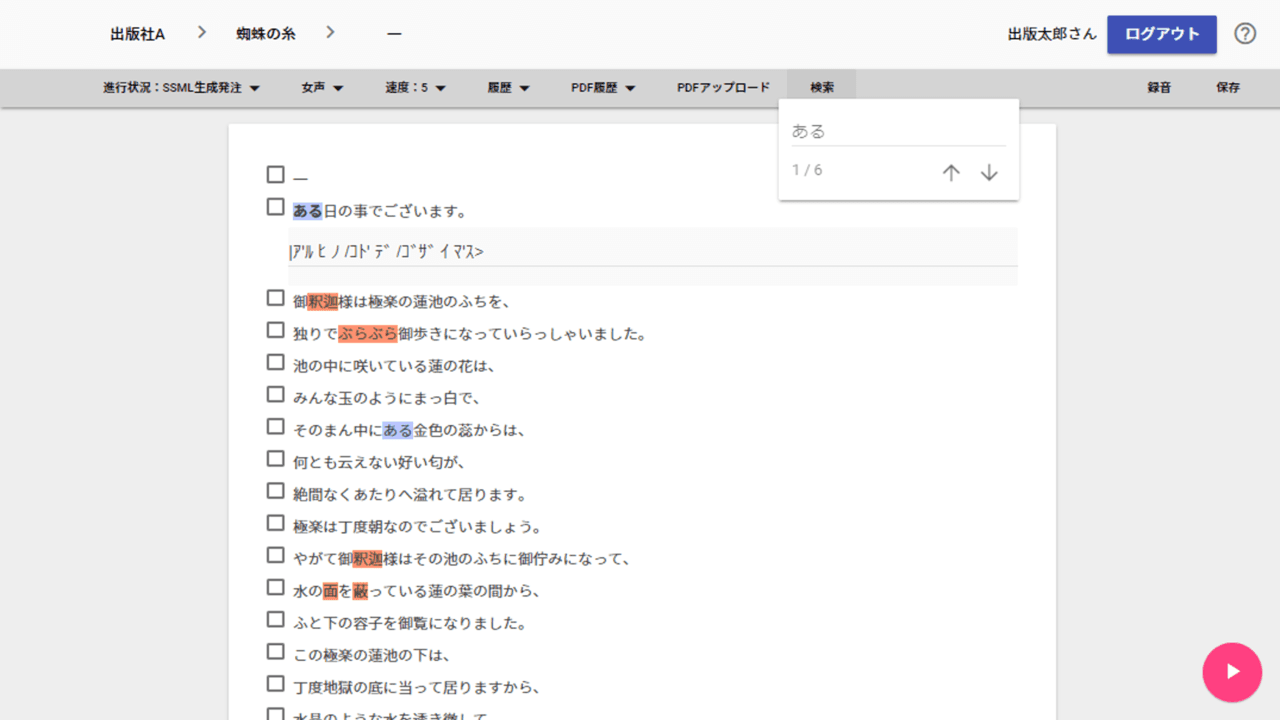 出版社A > 蜘蛛の糸 > 一
出版太郎さん ログアウト
進行状況：SSML生成発注 女声 速度：5 履歴 PDF履歴 PDFアップロード 検索 録音 保存
ある
1 / 6
一
ある日の事でございます。
|ｱ'ﾙ ﾋ ﾉ /ｺﾄ' ﾃﾞ /ｺﾞｻﾞ ｲ ﾏ'ｽ>
御釈迦様は極楽の蓮池のふちを、
独りでぶらぶら御歩きになっていらっしゃいました。
池の中に咲いている蓮の花は、
みんな玉のようにまっ白で、
そのまん中にある金色の蕊からは、
何とも云えない好い匂が、
絶間なくあたりへ溢れて居ります。
極楽は丁度朝なのでございましょう。
やがて御釈迦様はその池のふちに御佇みになって、
水の面を蔽っている蓮の葉の間から、
ふと下の容子を御覧になりました。
この極楽の蓮池の下は、
丁度地獄の底に当って居りますから、
水晶のような水を透き徹して、